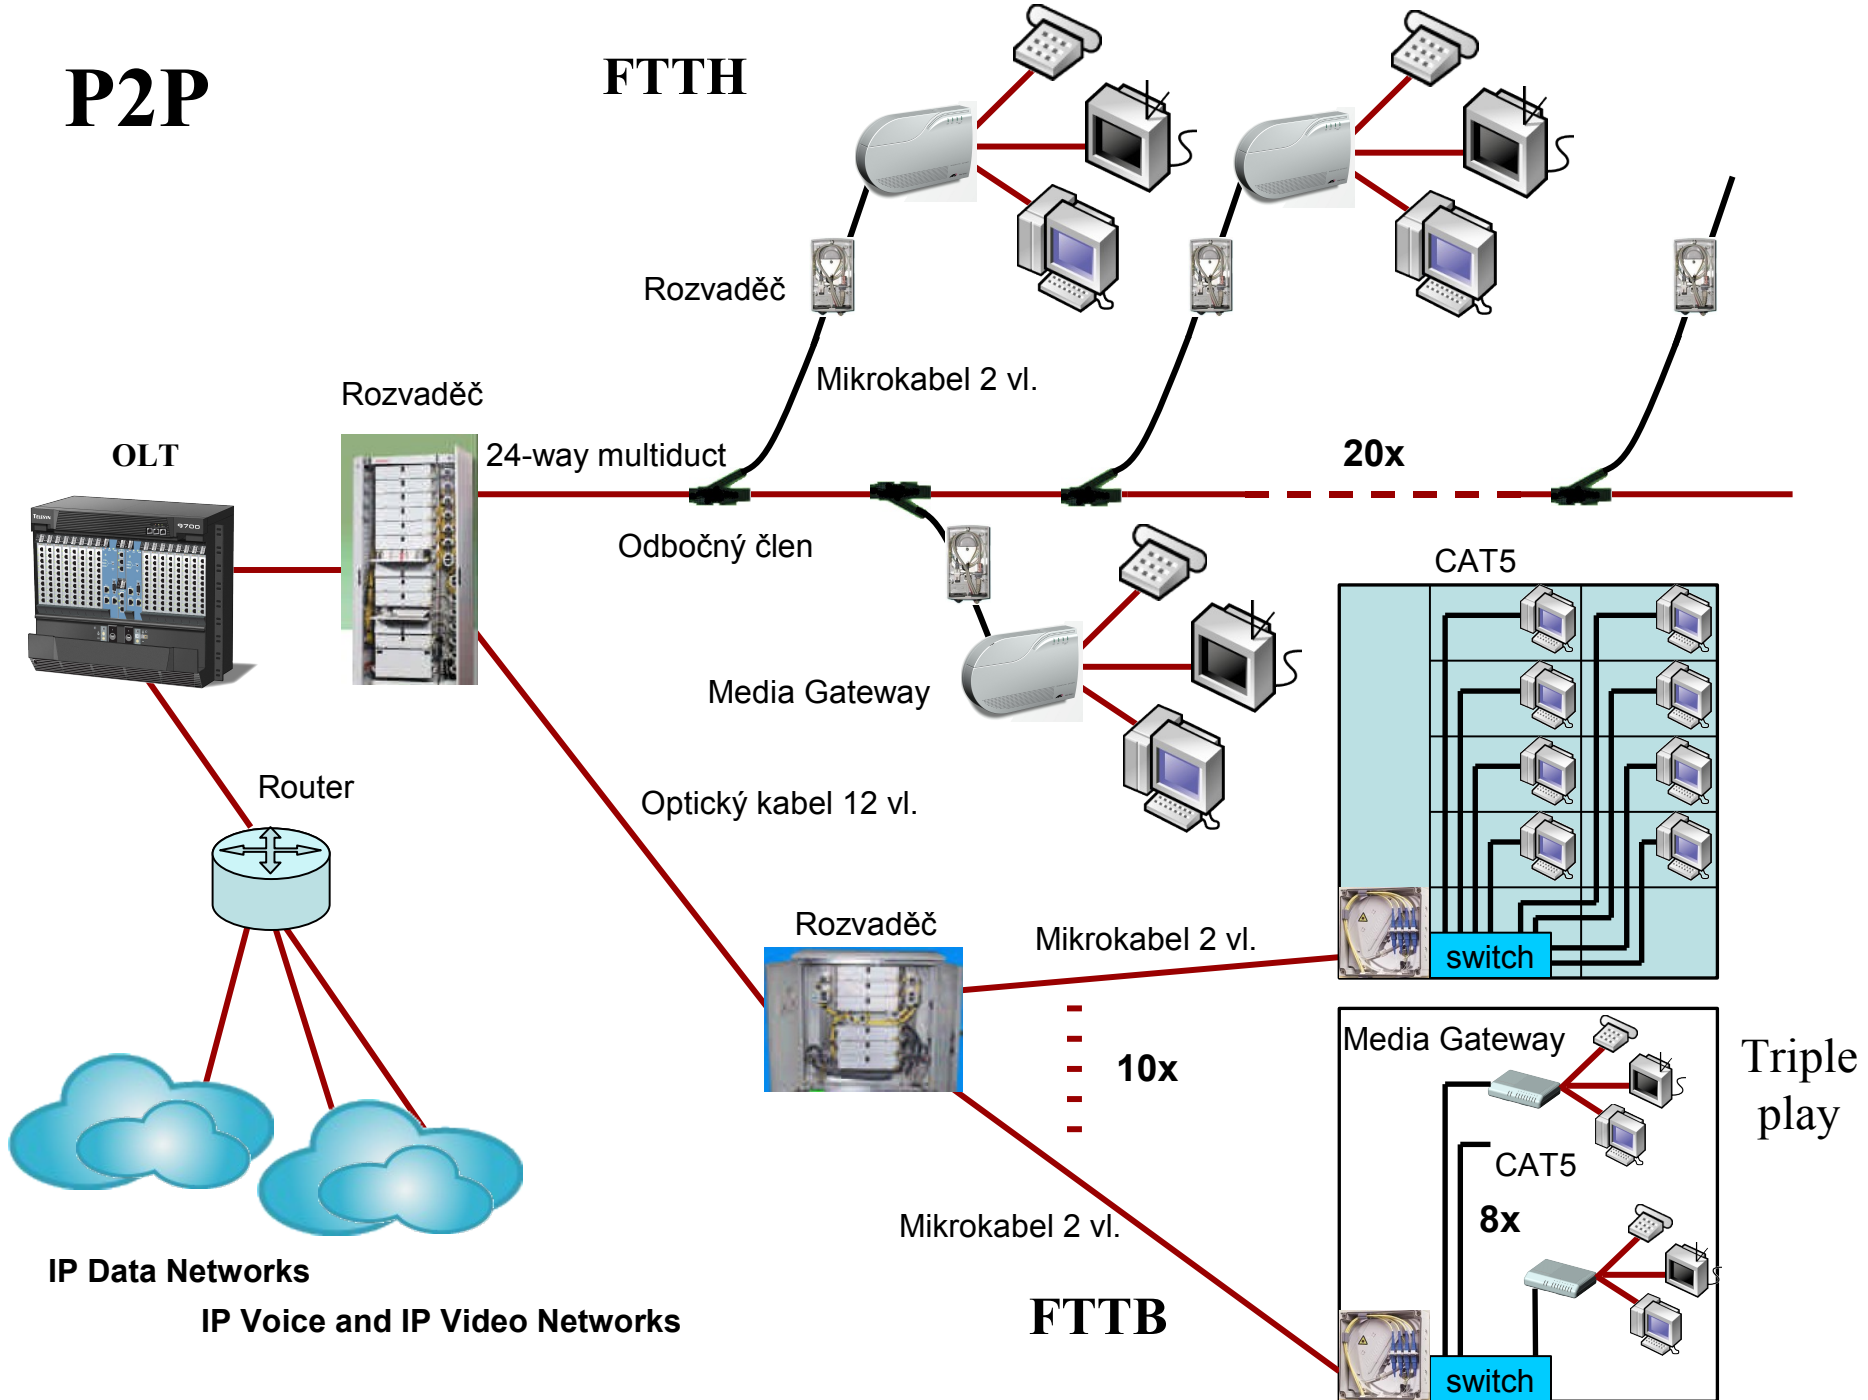 P2P
FTTH
Rozvaděč
Mikrokabel 2 vl.
Rozvaděč
OLT
24-way multiduct
20x
9700
Odbočný člen
CAT5
Media Gateway
Router
Optický kabel 12 vl.
Rozvaděč
Mikrokabel 2 vl.
switch
Media Gateway
Triple
play
10x
CAT5
8x
Mikrokabel 2 vl.
IP Data Networks
IP Voice and IP Video Networks
FTTB
switch